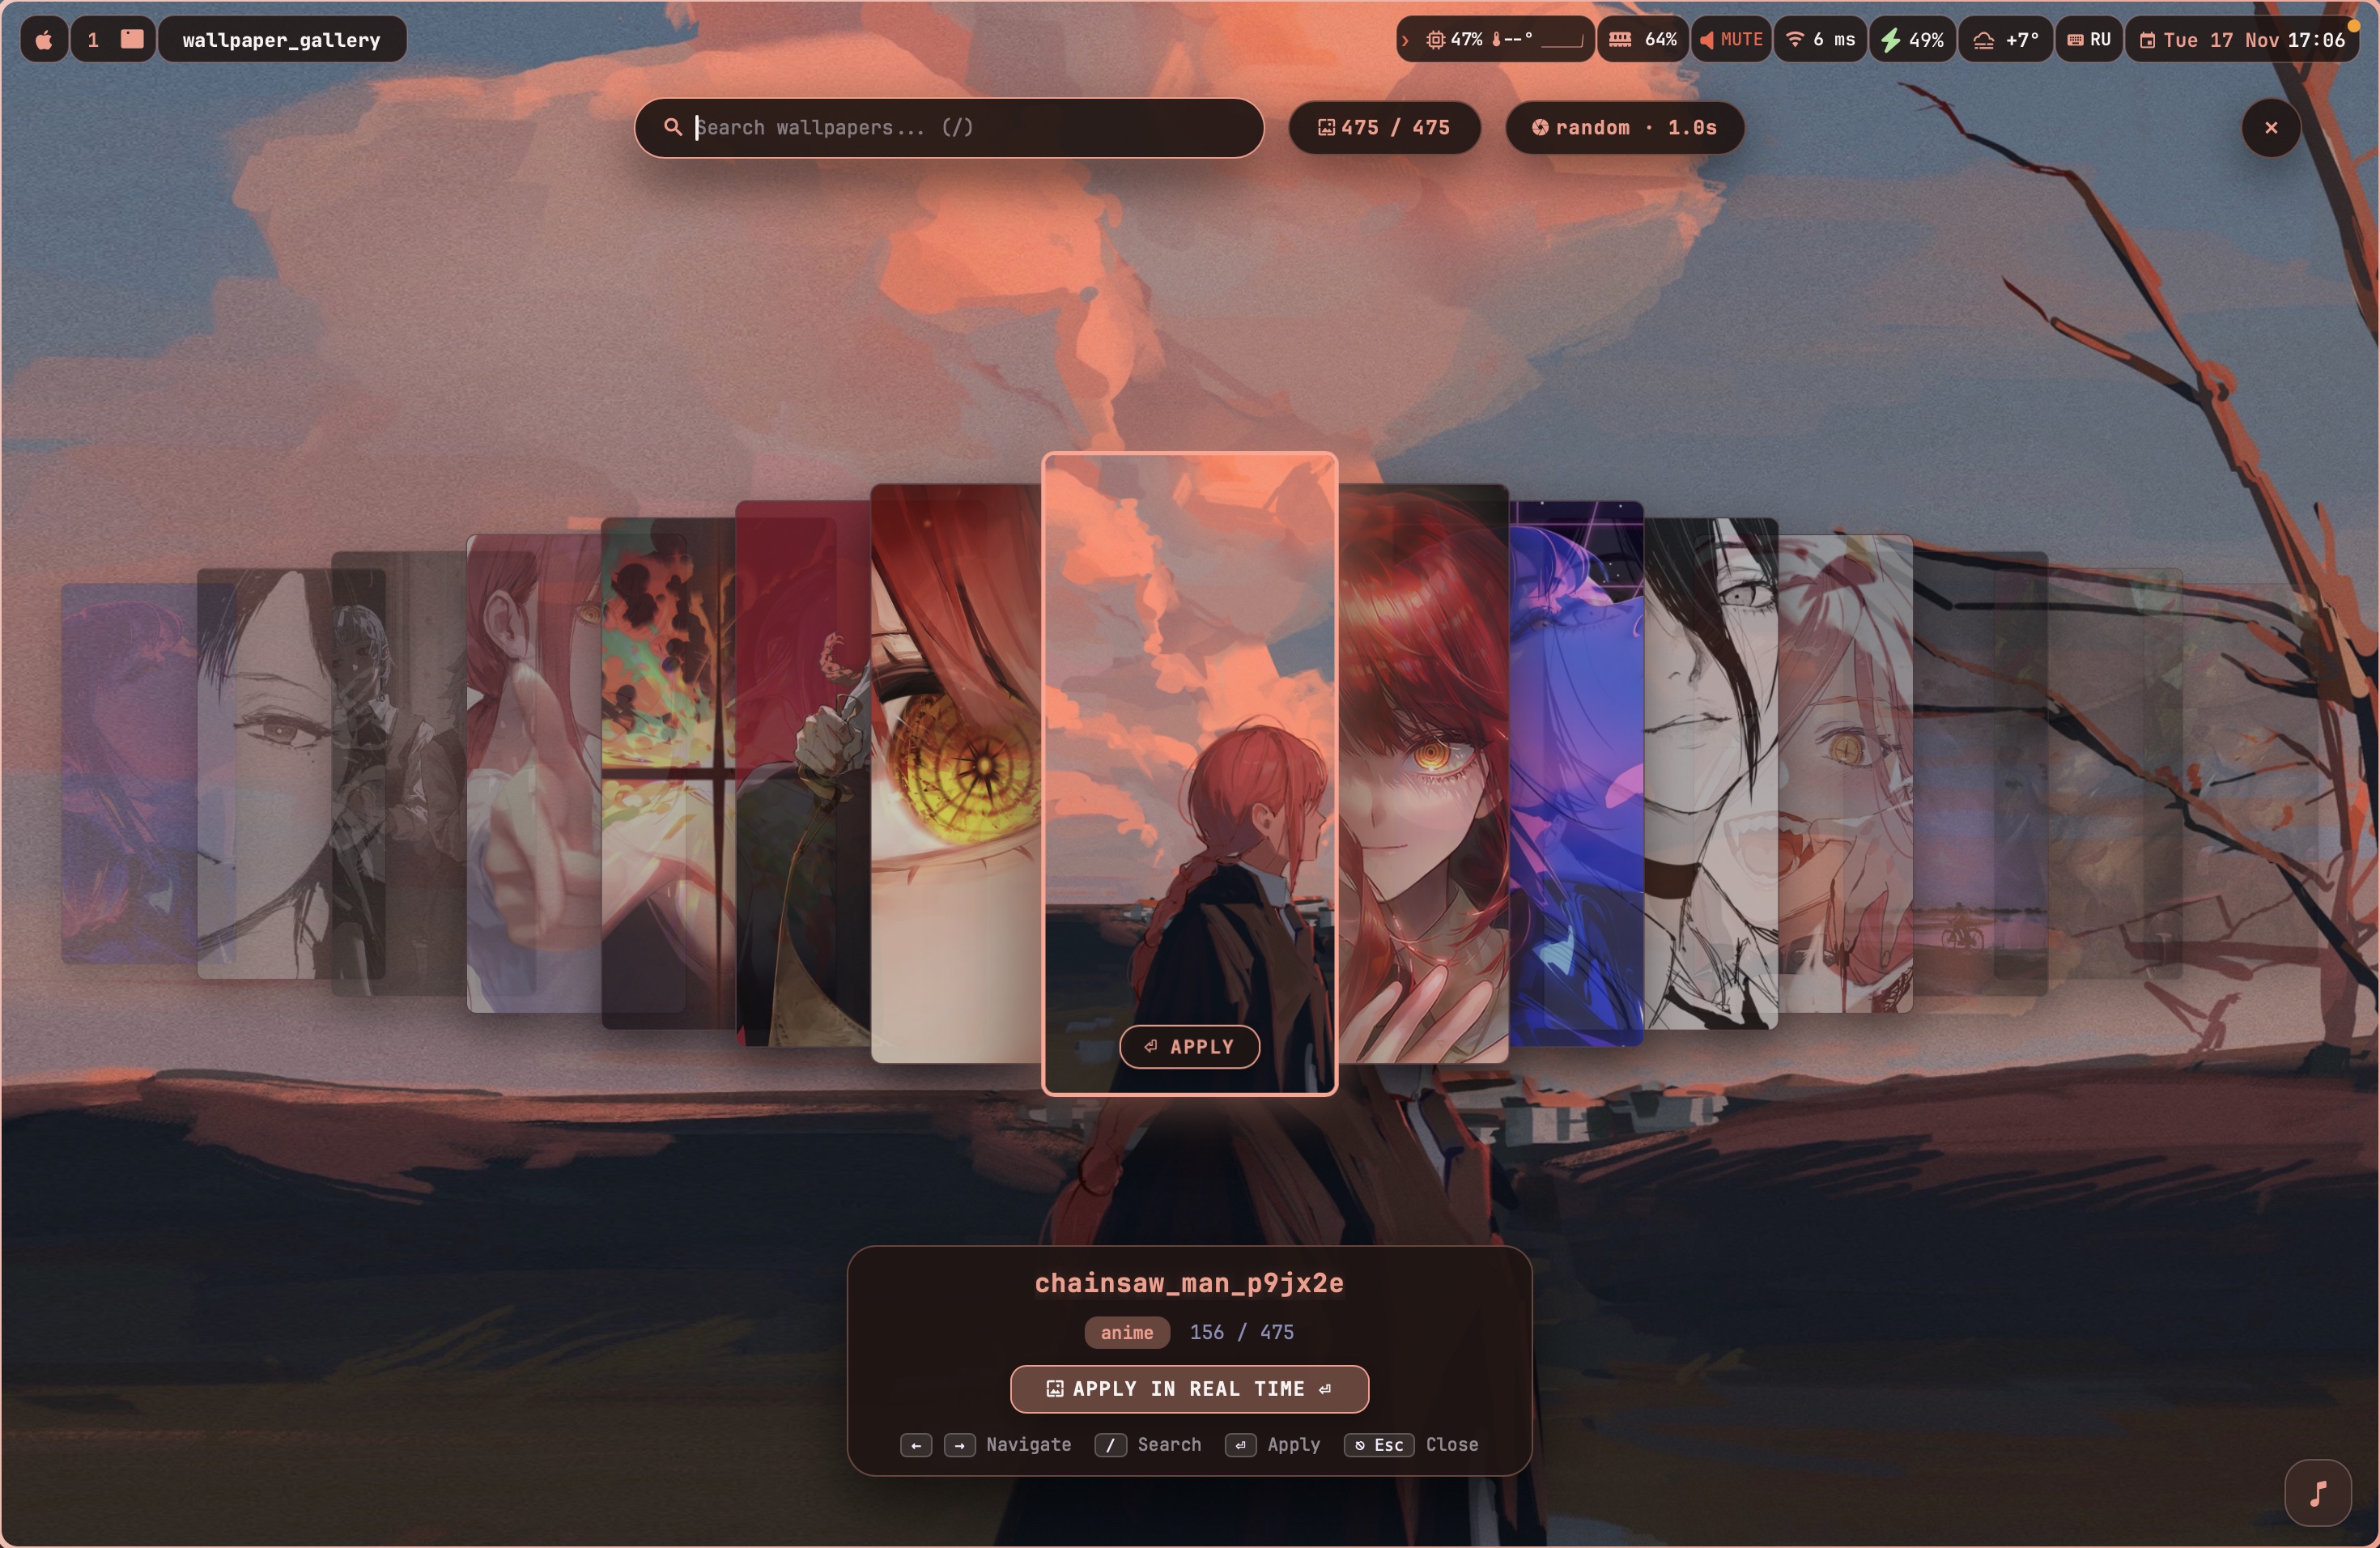 1 wallpaper_gallery 47% --° 64% MUTE 6 ms 49% +7° RU Tue 17 Nov 17:06
Search wallpapers... (/) 475 / 475 random · 1.0s ×
⏎ APPLY
chainsaw_man_p9jx2e
anime 156 / 475
APPLY IN REAL TIME ⏎
← → Navigate / Search ⏎ Apply ⎋ Esc Close